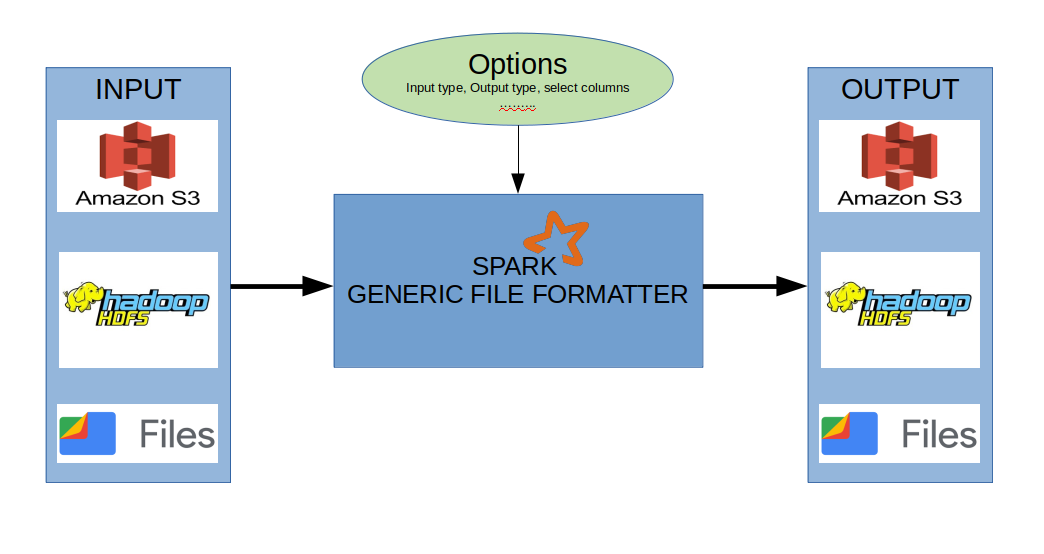 Options
Input type, Output type, select columns
........
INPUT
Amazon S3
hadoop
HDFS
Files
SPARK
GENERIC FILE FORMATTER
OUTPUT
Amazon S3
hadoop
HDFS
Files